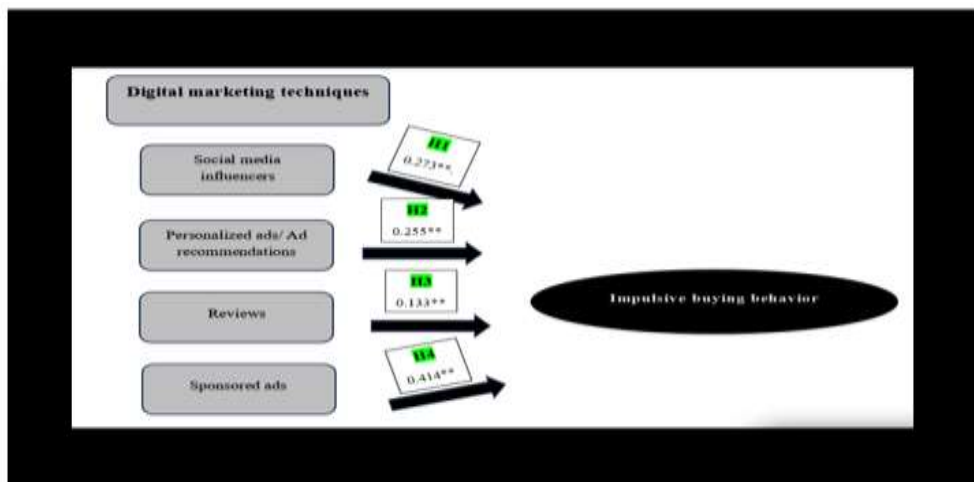 Digital marketing techniques
Social media
influencers
H1
0.273**
Personalized ads/ Ad
recommendations
H2
0.255**
Reviews
H3
0.133**
Sponsored ads
H4
0.414**
Impulsive buying behavior